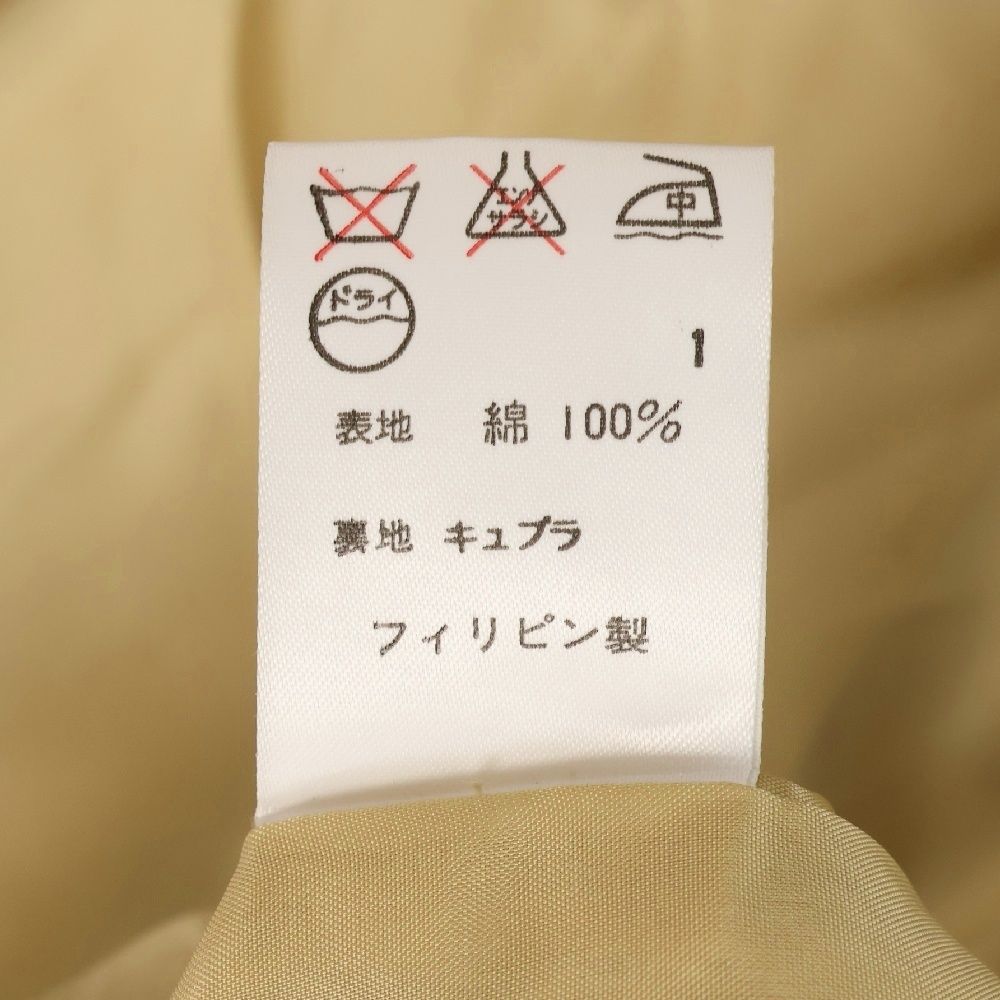 エンソ
サラシ
中
ドライ
1
表地 綿 100%
裏地 キュプラ
フィリピン製